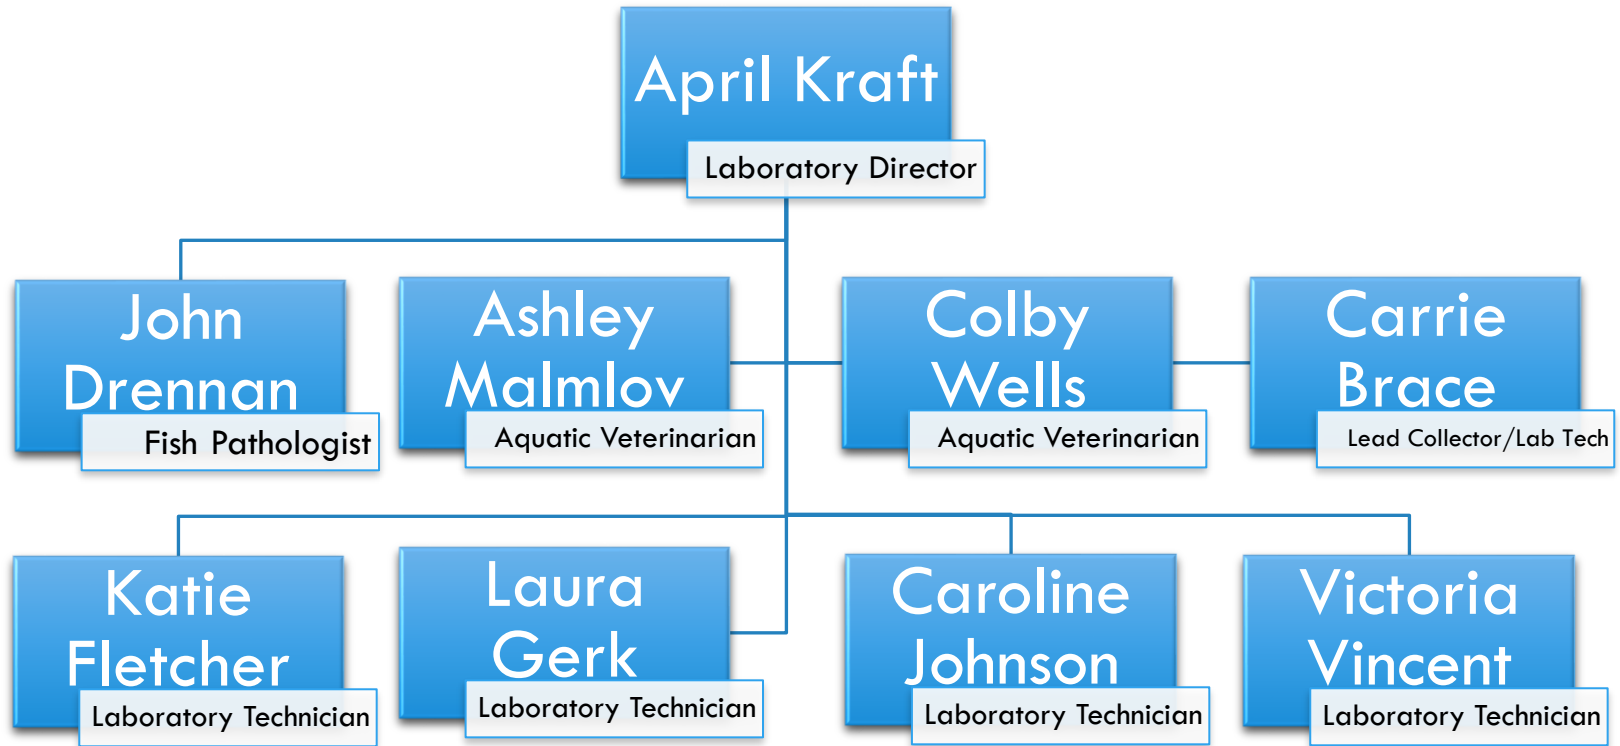 April Kraft
Laboratory Director
John
Drennan
Fish Pathologist
Ashley
Malmlov
Aquatic Veterinarian
Colby
Wells
Aquatic Veterinarian
Carrie
Brace
Lead Collector/Lab Tech
Katie
Fletcher
Laboratory Technician
Laura
Gerk
Laboratory Technician
Caroline
Johnson
Laboratory Technician
Victoria
Vincent
Laboratory Technician